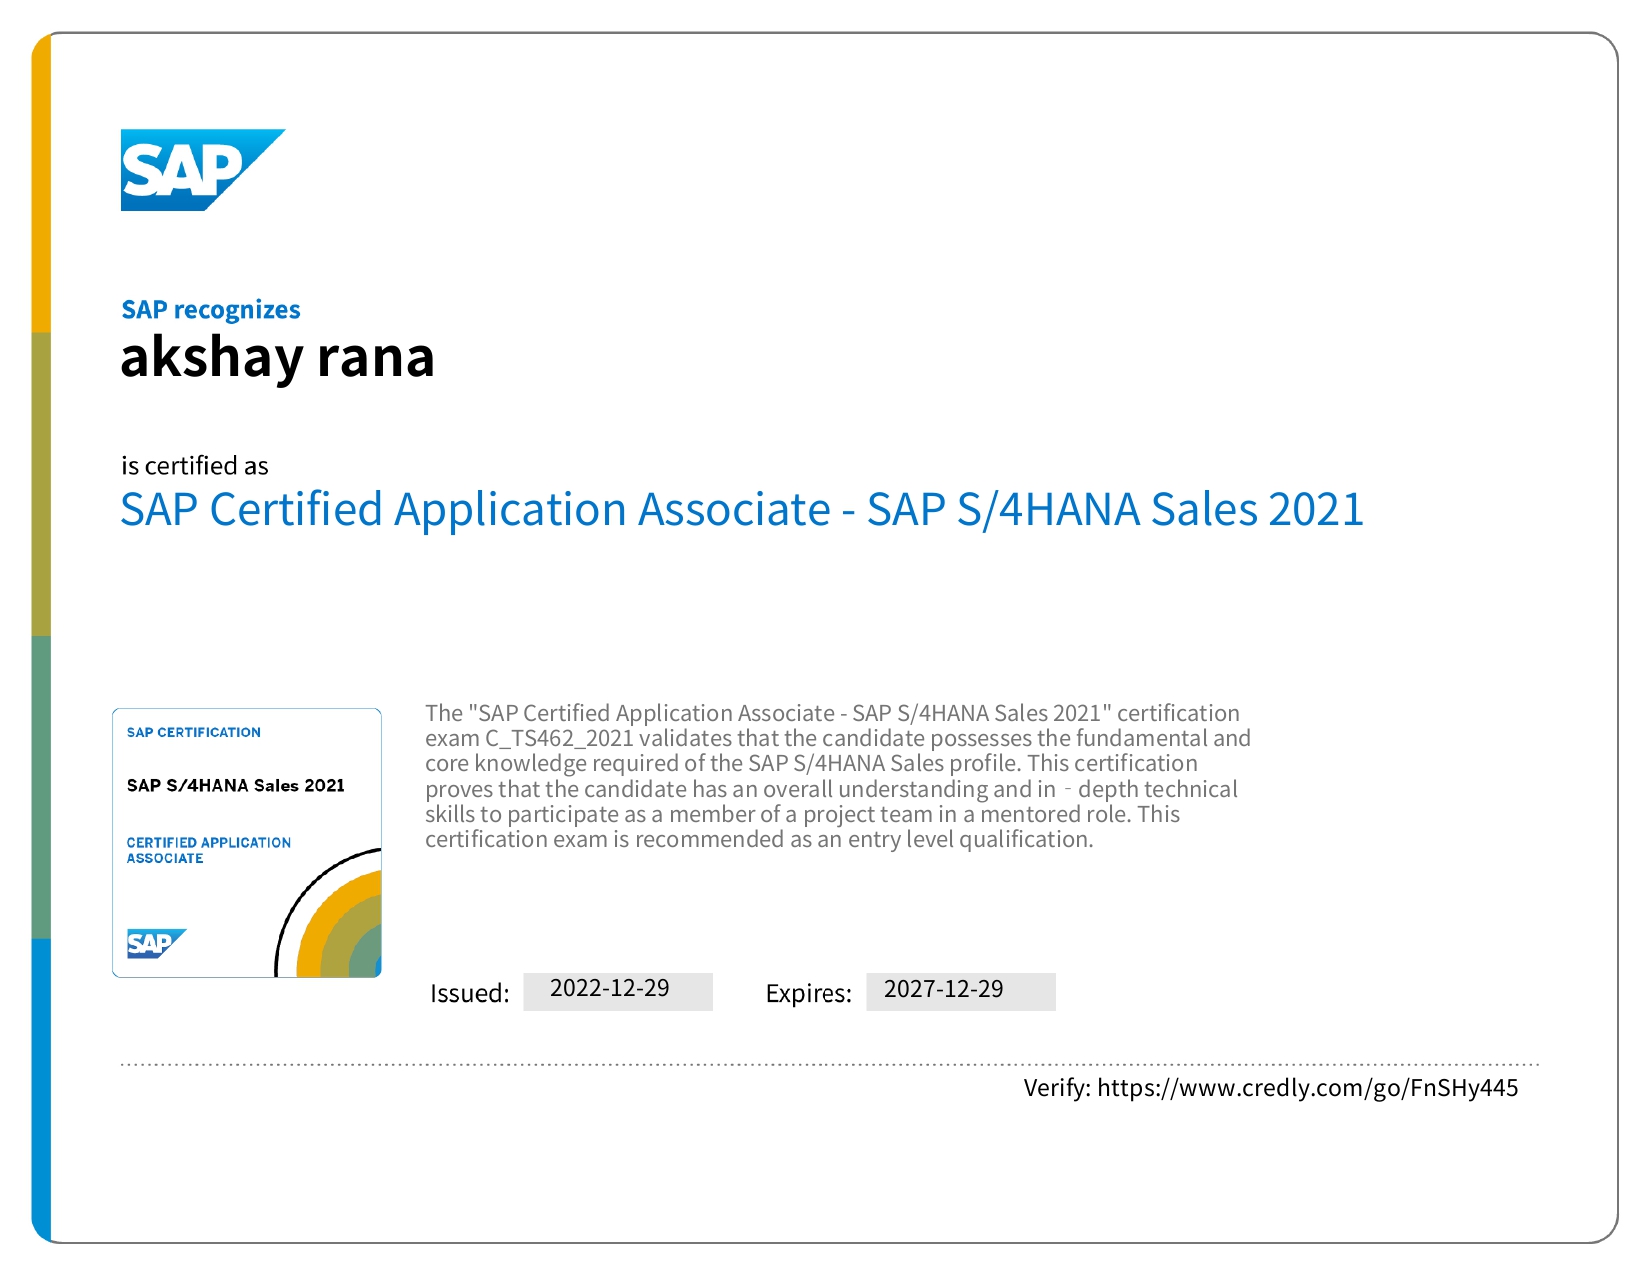 SAP
SAP recognizes
akshay rana
is certified as
SAP Certified Application Associate - SAP S/4HANA Sales 2021
SAP CERTIFICATION
SAP S/4HANA Sales 2021
CERTIFIED APPLICATION
ASSOCIATE
SAP
The "SAP Certified Application Associate - SAP S/4HANA Sales 2021" certification
exam C_TS462_2021 validates that the candidate possesses the fundamental and
core knowledge required of the SAP S/4HANA Sales profile. This certification
proves that the candidate has an overall understanding and in‐depth technical
skills to participate as a member of a project team in a mentored role. This
certification exam is recommended as an entry level qualification.
Issued: 2022-12-29 Expires: 2027-12-29
Verify: https://www.credly.com/go/FnSHy445